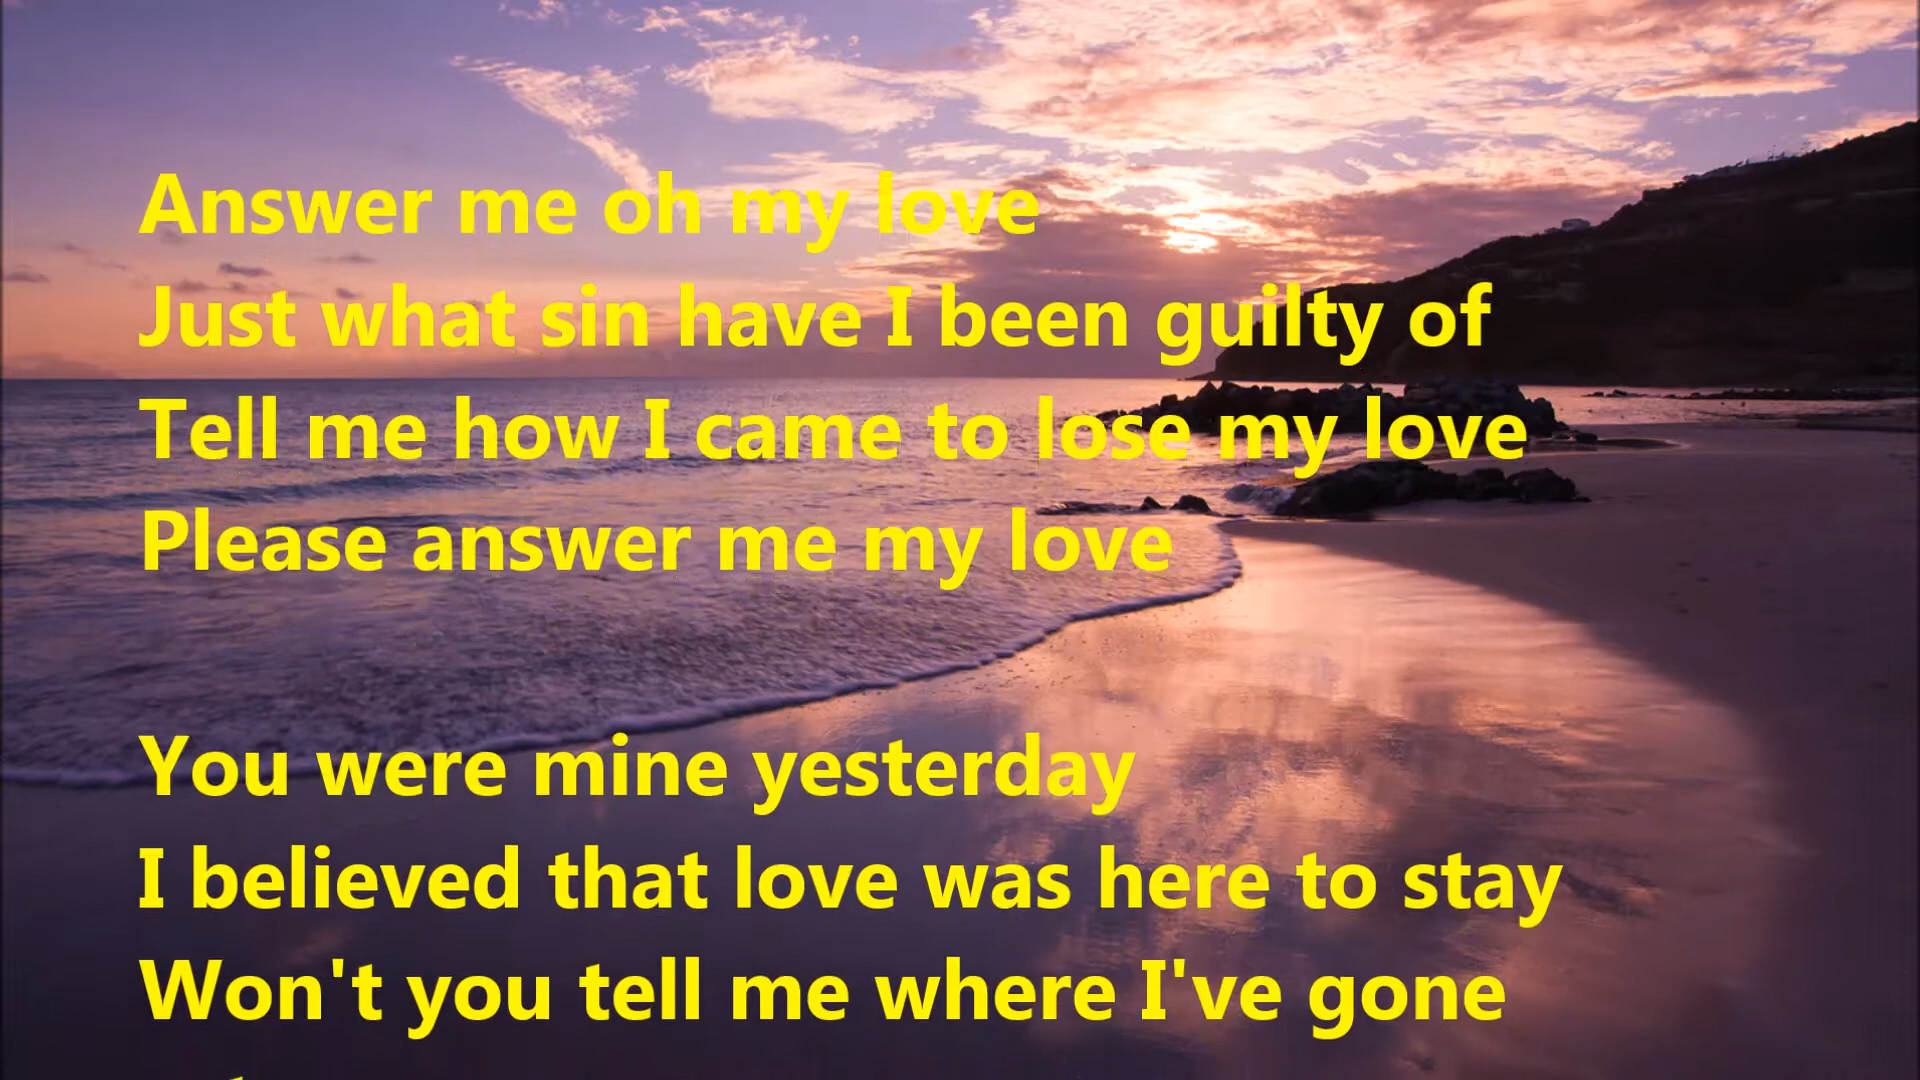 Answer me oh my love
Just what sin have I been guilty of
Tell me how I came to lose my love
Please answer me my love
You were mine yesterday
I believed that love was here to stay
Won't you tell me where I've gone